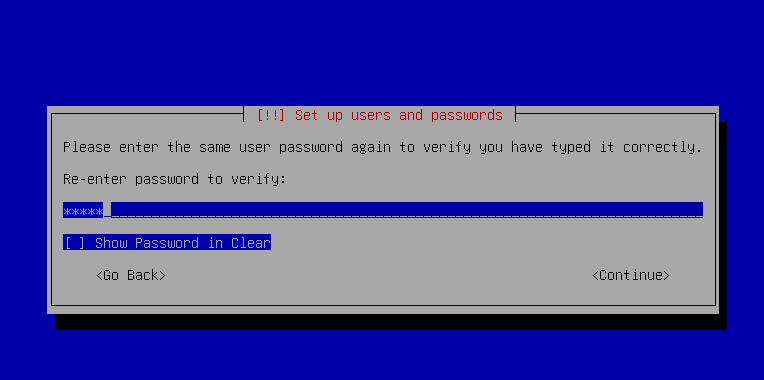 [!!] Set up users and passwords
Please enter the same user password again to verify you have typed it correctly.
Re-enter password to verify:
*****
[ ] Show Password in Clear
<Go Back> <Continue>